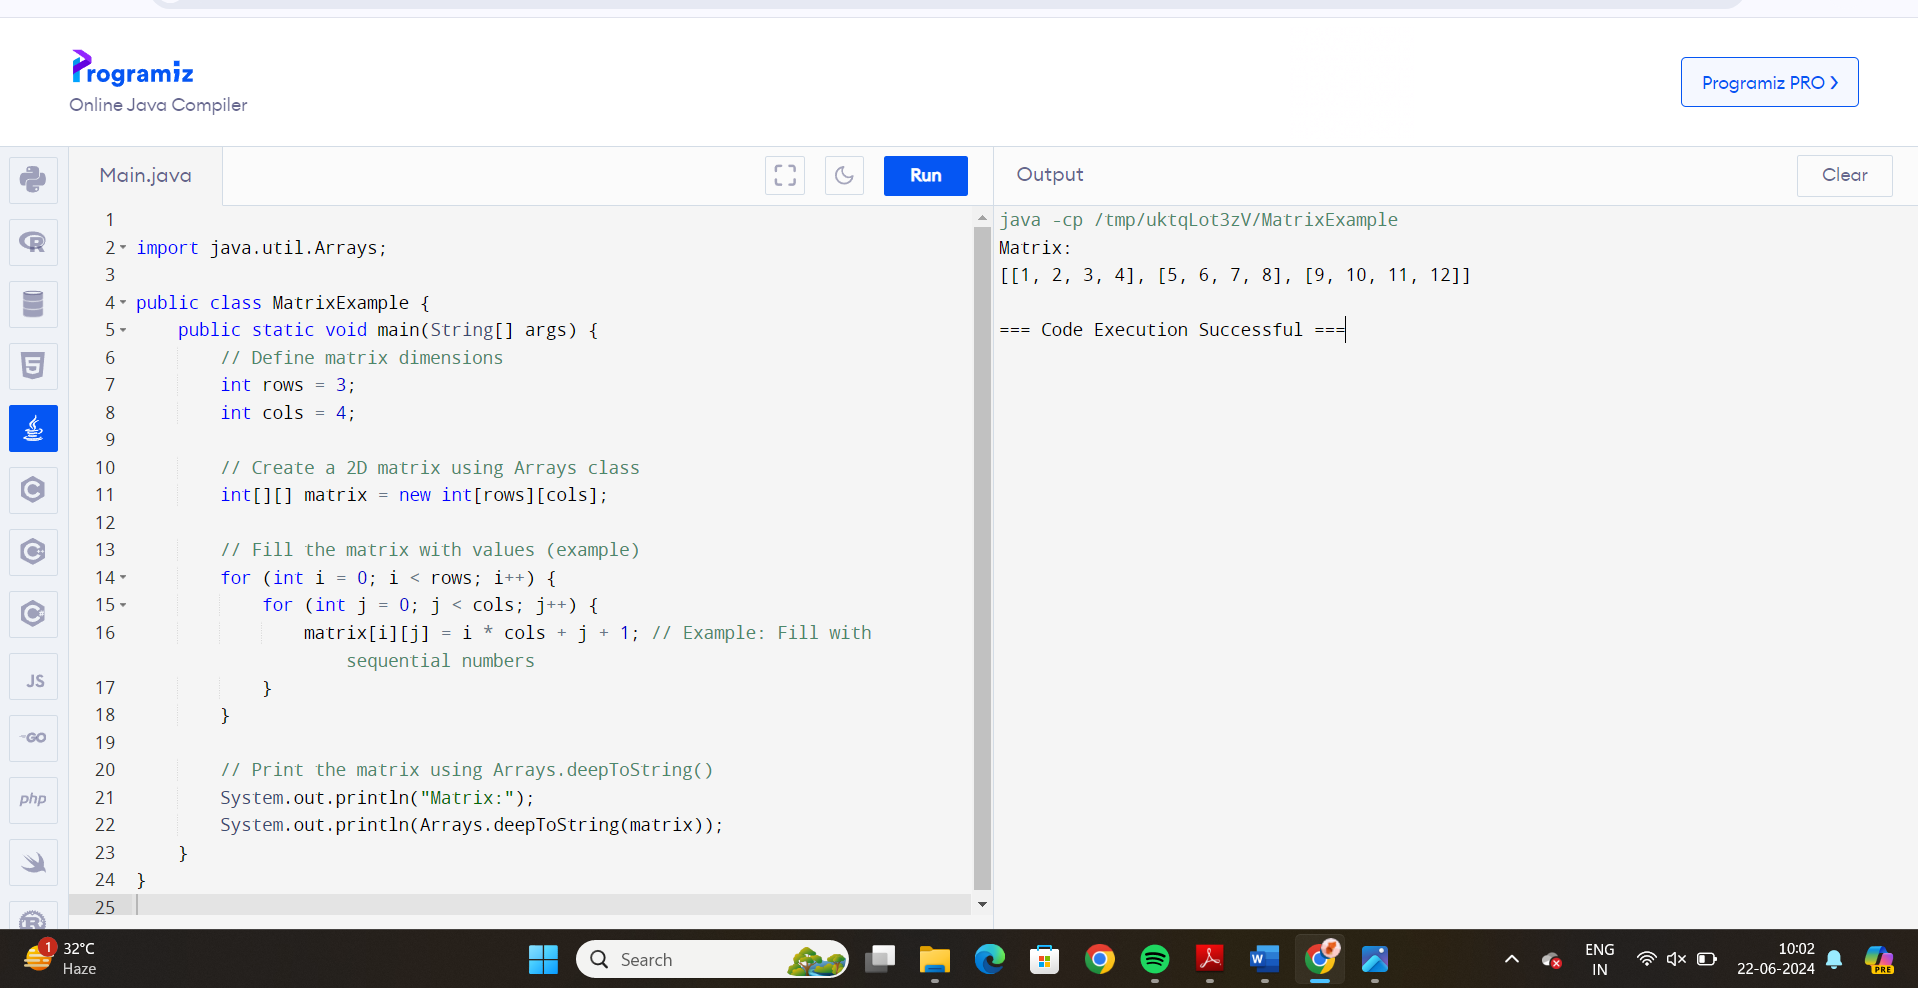 Programiz
Online Java Compiler
Programiz PRO
Main.java
Run
Output
Clear
1
2 import java.util.Arrays;
3
4 public class MatrixExample {
5 public static void main(String[] args) {
6 // Define matrix dimensions
7 int rows = 3;
8 int cols = 4;
9
10 // Create a 2D matrix using Arrays class
11 int[][] matrix = new int[rows][cols];
12
13 // Fill the matrix with values (example)
14 for (int i = 0; i < rows; i++) {
15 for (int j = 0; j < cols; j++) {
16 matrix[i][j] = i * cols + j + 1; // Example: Fill with
sequential numbers
17 }
18 }
19
20 // Print the matrix using Arrays.deepToString()
21 System.out.println("Matrix:");
22 System.out.println(Arrays.deepToString(matrix));
23 }
24 }
25
java -cp /tmp/uktqLot3zV/MatrixExample
Matrix:
[[1, 2, 3, 4], [5, 6, 7, 8], [9, 10, 11, 12]]
=== Code Execution Successful ===
R
5
C
C
C
JS
GO
php
R
1
32°C
Haze
Search
W
ENG
IN
10:02
22-06-2024
PRE